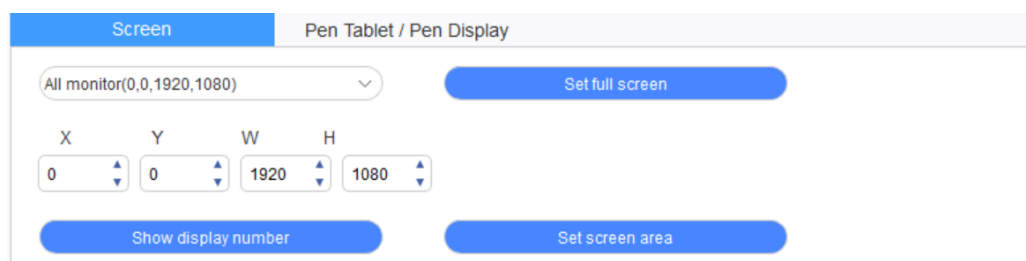 Screen Pen Tablet / Pen Display
All monitor(0,0,1920,1080) Set full screen
X Y W H
0 0 1920 1080
Show display number Set screen area